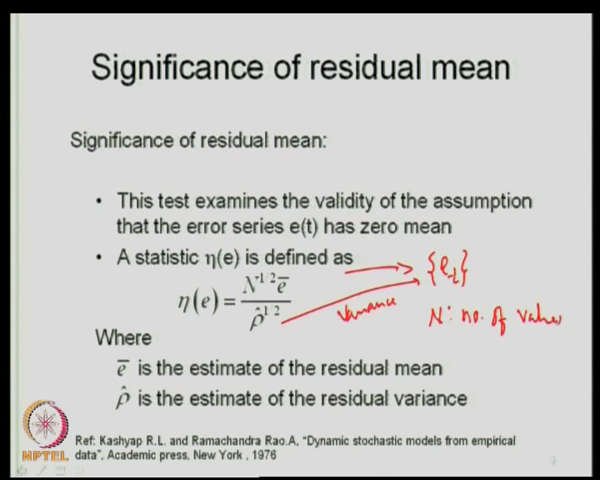 Significance of residual mean
Significance of residual mean:
• This test examines the validity of the assumption
that the error series e(t) has zero mean
• A statistic η(e) is defined as
{e_t}
η(e) = N^{1/2} e̅ / ρ̂^{1/2}
Variance
N: no. of values
Where
e̅ is the estimate of the residual mean
ρ̂ is the estimate of the residual variance
Ref: Kashyap R.L. and Ramachandra Rao.A, "Dynamic stochastic models from empirical
data", Academic press, New York , 1976
NPTEL